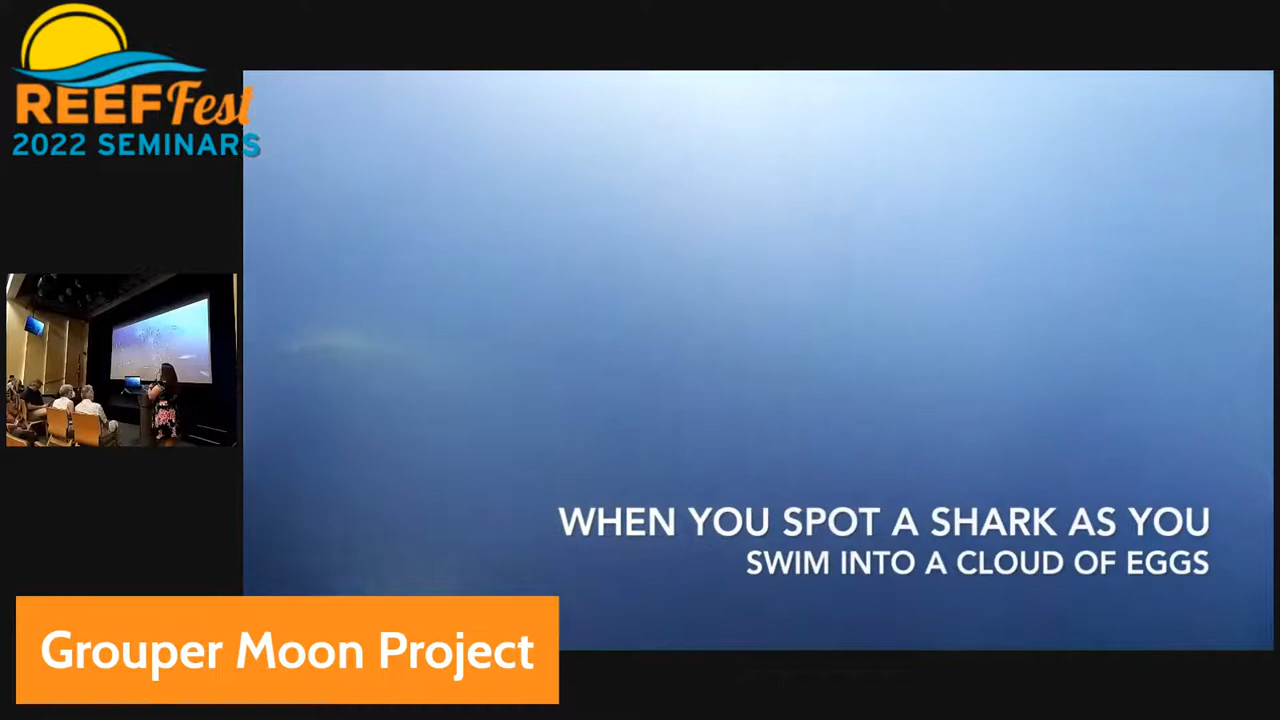 REEF Fest
2022 SEMINARS
WHEN YOU SPOT A SHARK AS YOU
SWIM INTO A CLOUD OF EGGS
Grouper Moon Project